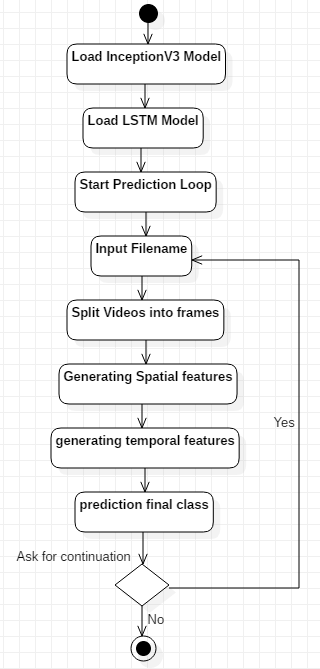 Load InceptionV3 Model
Load LSTM Model
Start Prediction Loop
Input Filename
Split Videos into frames
Generating Spatial features
Yes
generating temporal features
prediction final class
Ask for continuation
No